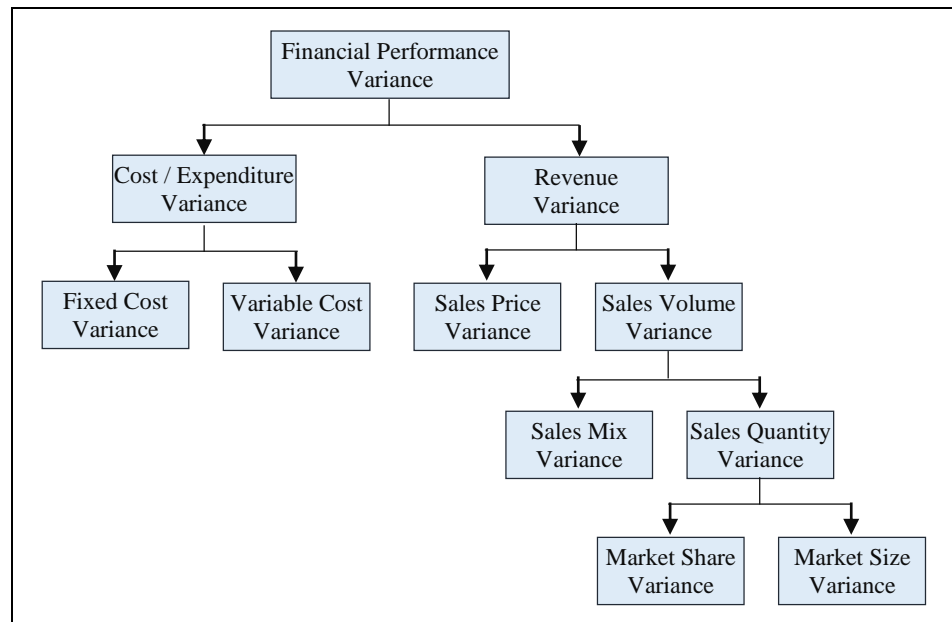 Financial Performance
Variance
Cost / Expenditure
Variance
Revenue
Variance
Fixed Cost
Variance
Variable Cost
Variance
Sales Price
Variance
Sales Volume
Variance
Sales Mix
Variance
Sales Quantity
Variance
Market Share
Variance
Market Size
Variance